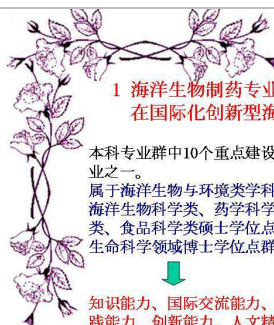 1 海洋生物制药专业
在国际化创新型海
本科专业群中10个重点建设
业之一。
属于海洋生物与环境类学科
海洋生物科学类、药学科学
类、食品科学类硕士学位点
生命科学领域博士学位点群
知识能力、国际交流能力、
践能力、创新能力、人文精